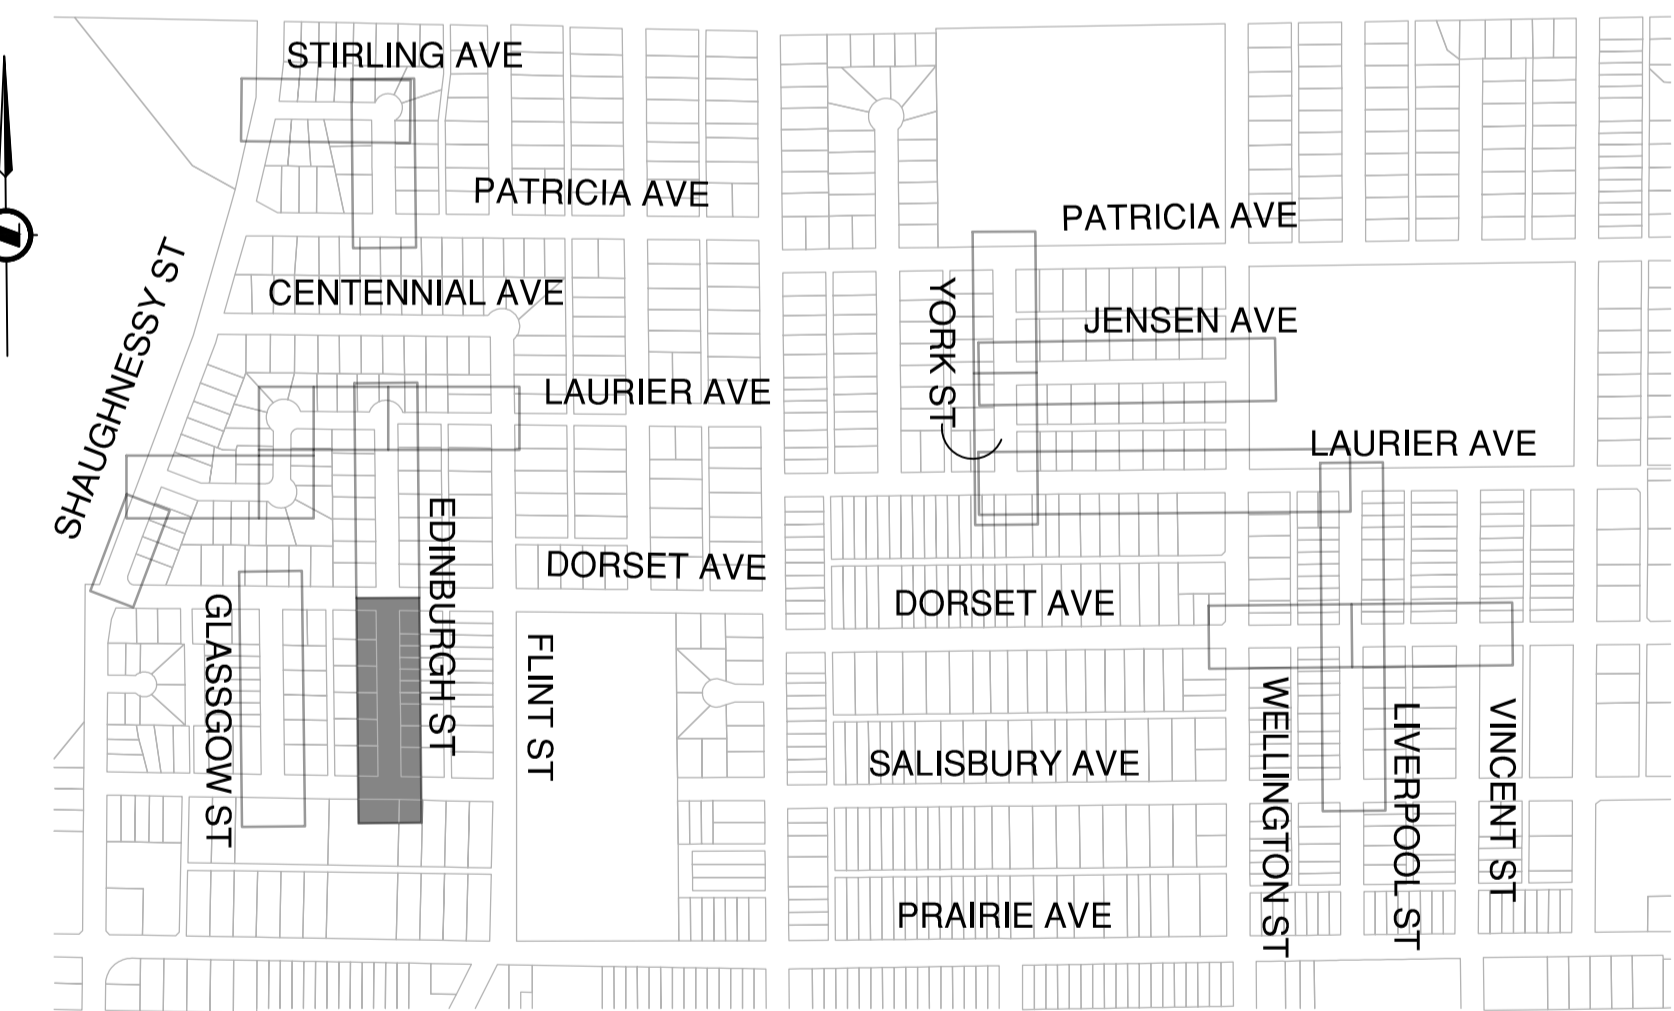 STIRLING AVE
PATRICIA AVE
PATRICIA AVE
CENTENNIAL AVE
SHAUGHNESSY ST
YORK ST
JENSEN AVE
LAURIER AVE
LAURIER AVE
EDINBURGH ST
DORSET AVE
DORSET AVE
GLASSGOW ST
FLINT ST
WELLINGTON ST
LIVERPOOL ST
VINCENT ST
SALISBURY AVE
PRAIRIE AVE